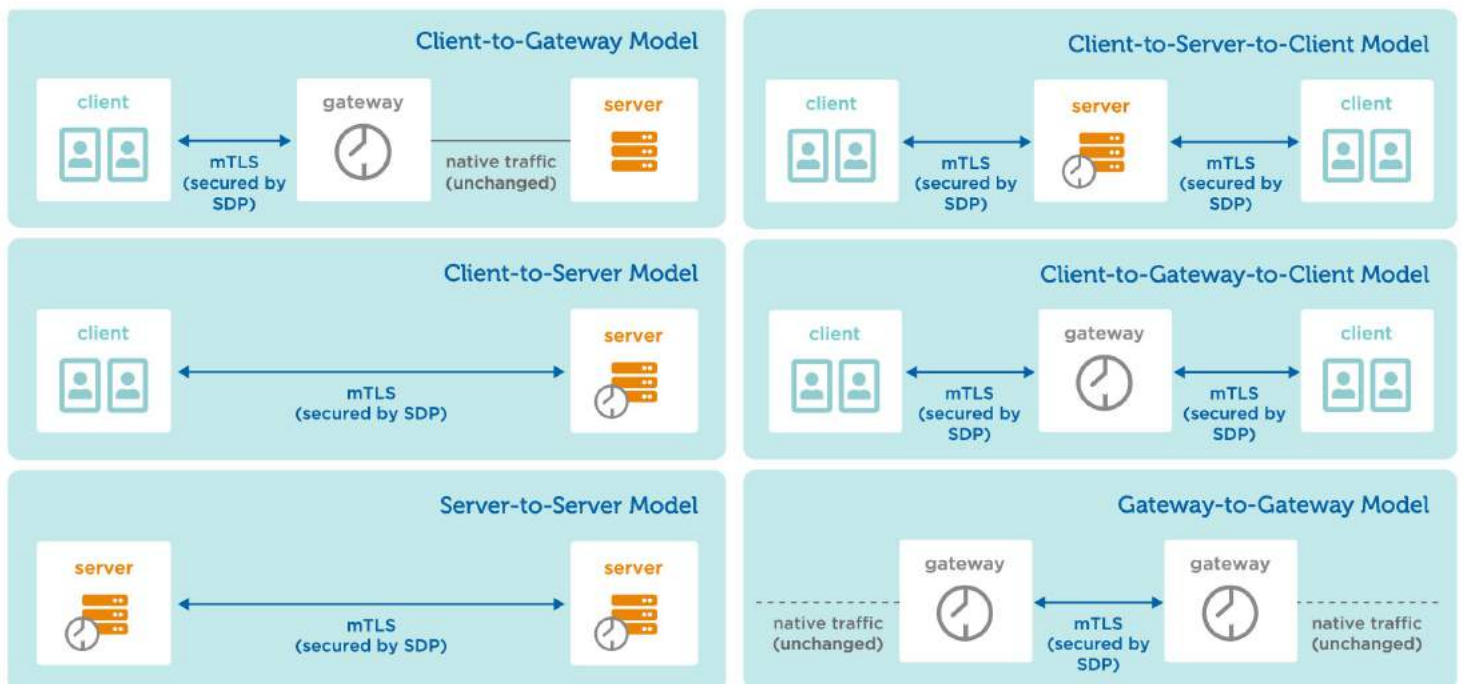 Client-to-Gateway Model
client
gateway
server
mTLS
(secured by
SDP)
native traffic
(unchanged)
Client-to-Server-to-Client Model
client
server
client
mTLS
(secured by
SDP)
mTLS
(secured by
SDP)
Client-to-Server Model
client
server
mTLS
(secured by SDP)
Client-to-Gateway-to-Client Model
client
gateway
client
mTLS
(secured by
SDP)
mTLS
(secured by
SDP)
Server-to-Server Model
server
server
mTLS
(secured by SDP)
Gateway-to-Gateway Model
gateway
gateway
native traffic
(unchanged)
mTLS
(secured by
SDP)
native traffic
(unchanged)